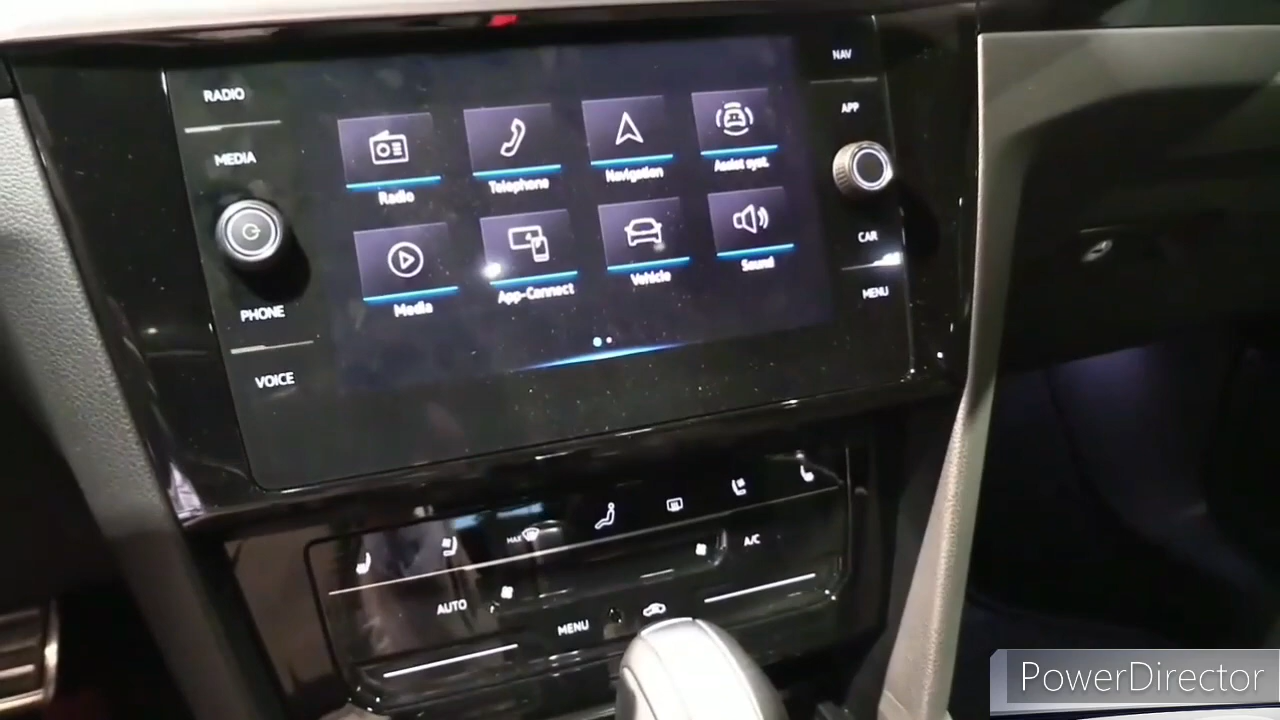 RADIO
MEDIA
PHONE
VOICE
Radio
Telephone
Navigation
Assist syst.
Media
App-Connect
Vehicle
Sound
NAV
APP
CAR
MENU
MAX
A/C
AUTO
MENU
PowerDirector